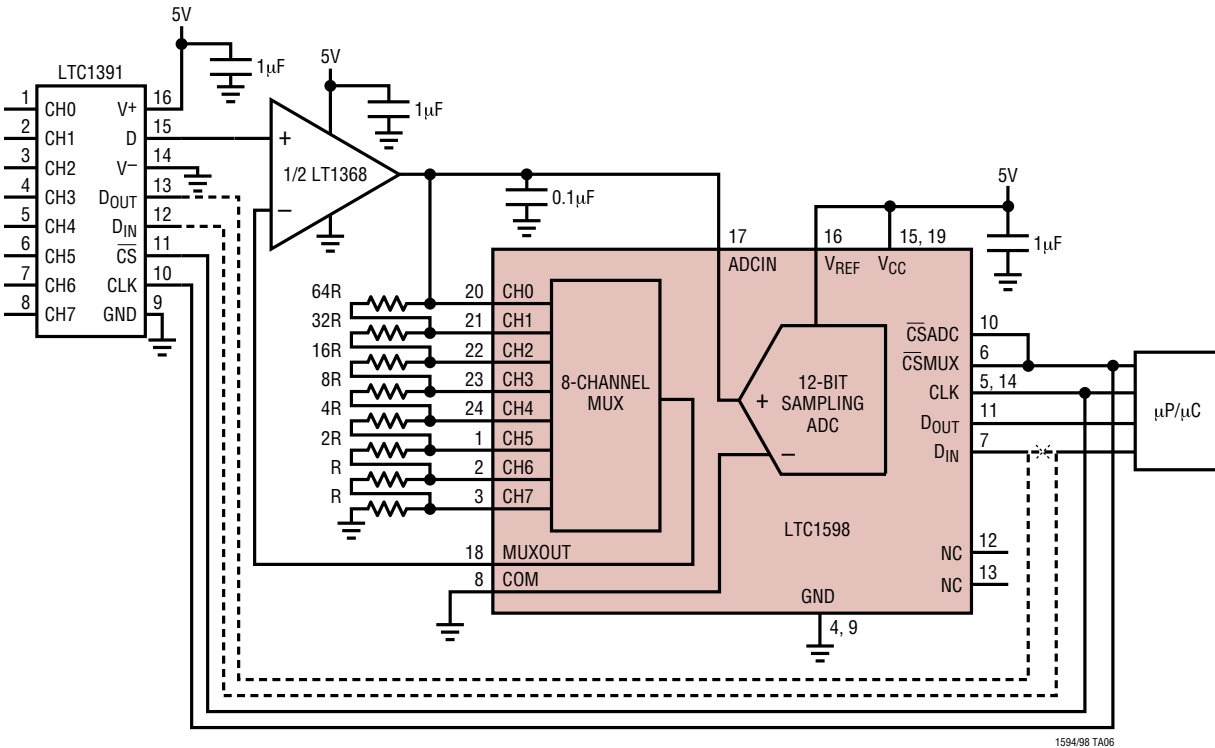 5V
1µF
LTC1391
1 CH0 V+ 16
2 CH1 D 15
3 CH2 V– 14
4 CH3 DOUT 13
5 CH4 DIN 12
6 CH5 C̅S̅ 11
7 CH6 CLK 10
8 CH7 GND 9
5V
1µF
+
1/2 LT1368
–
0.1µF
5V
1µF
17 ADCIN
16 VREF
15, 19 VCC
64R 20 CH0
32R 21 CH1
16R 22 CH2
8R 23 CH3
4R 24 CH4
2R 1 CH5
R 2 CH6
R 3 CH7
8-CHANNEL
MUX
18 MUXOUT
8 COM
+
12-BIT
SAMPLING
ADC
–
LTC1598
C̅S̅ADC 10
C̅S̅MUX 6
CLK 5, 14
DOUT 11
DIN 7
NC 12
NC 13
GND
4, 9
µP/µC
1594/98 TA06